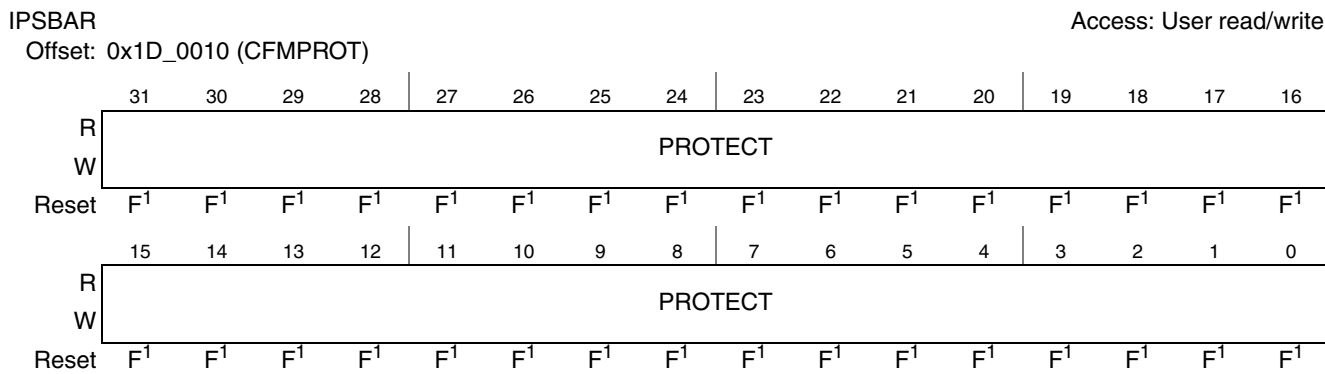 IPSBAR Access: User read/write
Offset: 0x1D_0010 (CFMPROT)
31 30 29 28 27 26 25 24 23 22 21 20 19 18 17 16
R
PROTECT
W
Reset F1 F1 F1 F1 F1 F1 F1 F1 F1 F1 F1 F1 F1 F1 F1 F1
15 14 13 12 11 10 9 8 7 6 5 4 3 2 1 0
R
PROTECT
W
Reset F1 F1 F1 F1 F1 F1 F1 F1 F1 F1 F1 F1 F1 F1 F1 F1